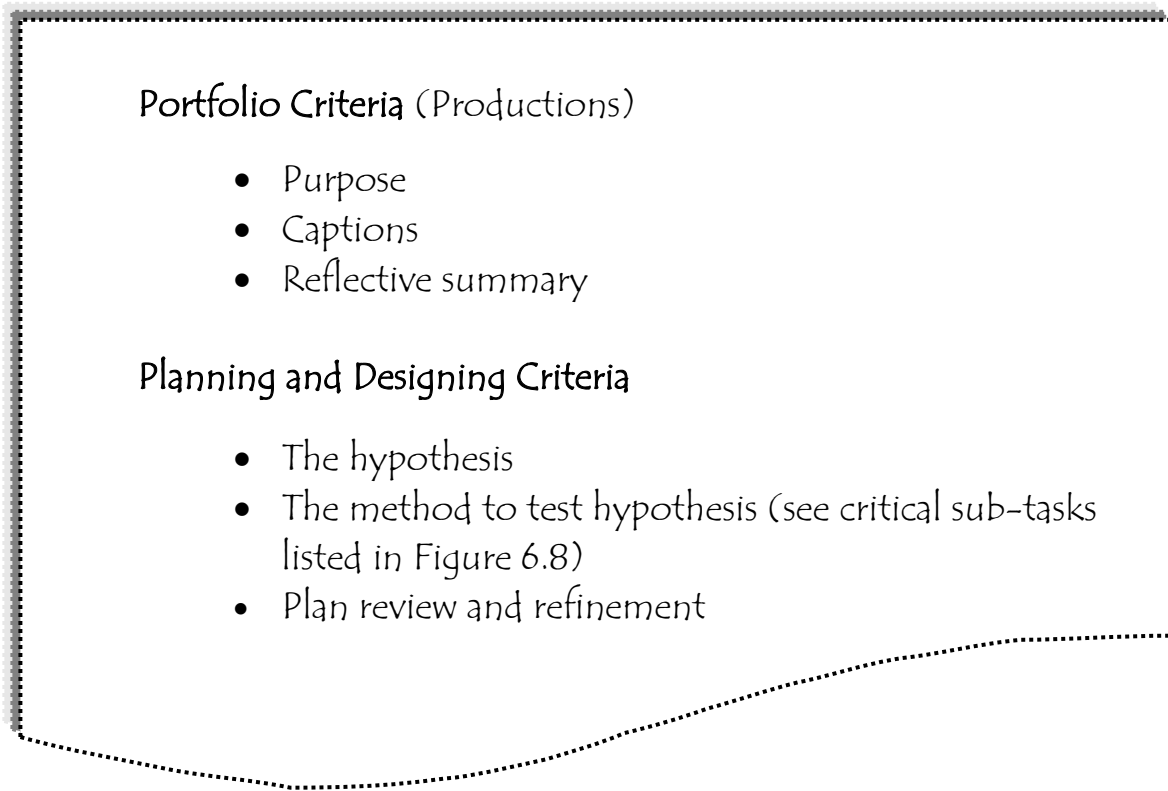 Portfolio Criteria (Productions)
• Purpose
• Captions
• Reflective summary
Planning and Designing Criteria
• The hypothesis
• The method to test hypothesis (see critical sub-tasks
listed in Figure 6.8)
• Plan review and refinement